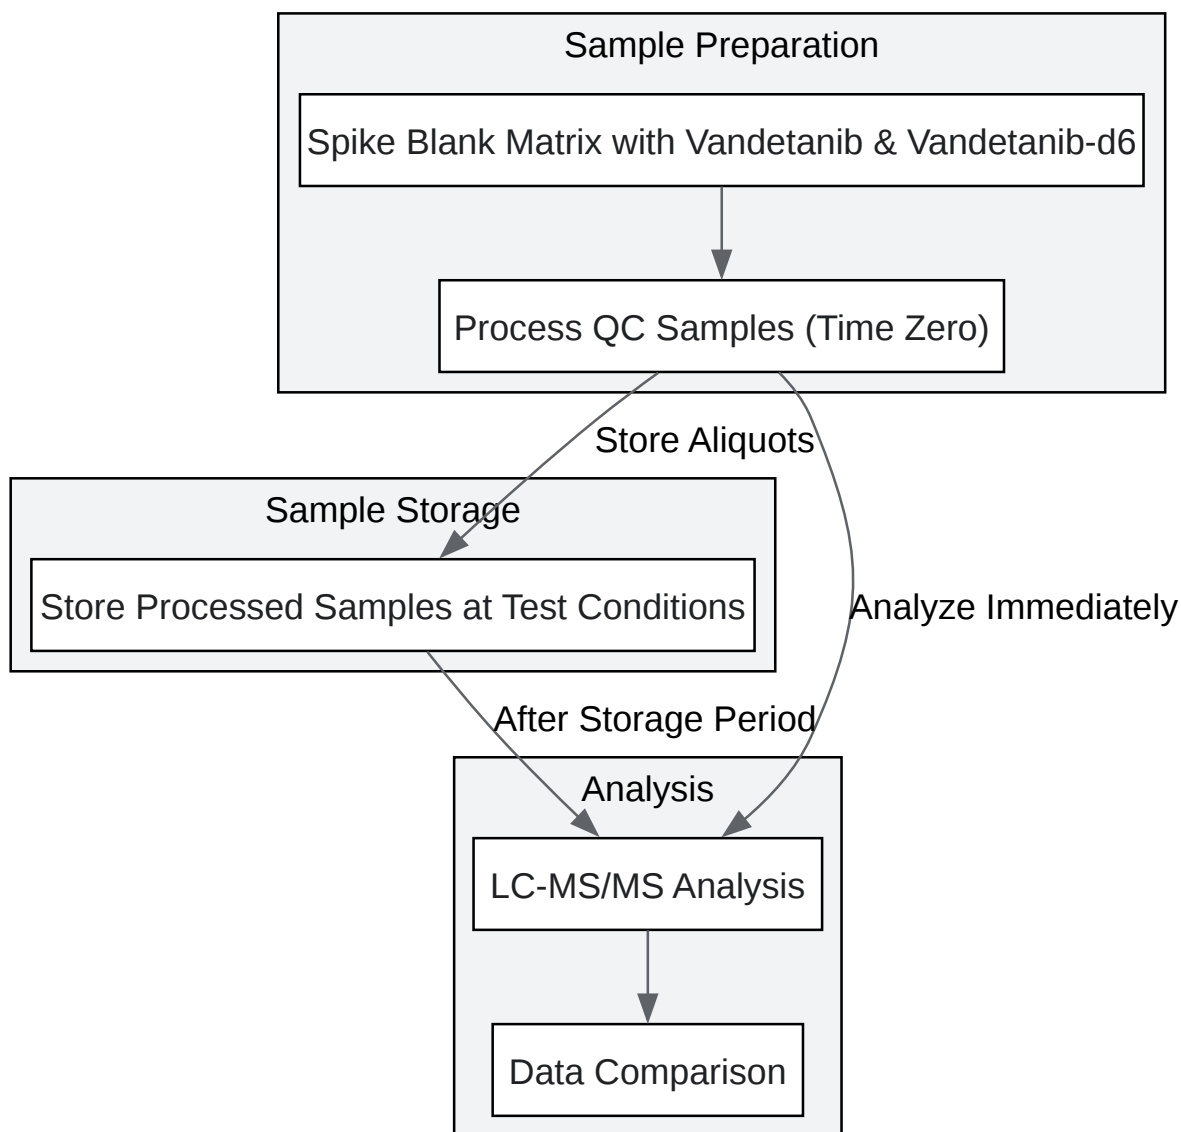 Sample Preparation
Spike Blank Matrix with Vandetanib & Vandetanib-d6
Process QC Samples (Time Zero)
Store Aliquots
Sample Storage
Store Processed Samples at Test Conditions
Analyze Immediately
After Storage Period
Analysis
LC-MS/MS Analysis
Data Comparison